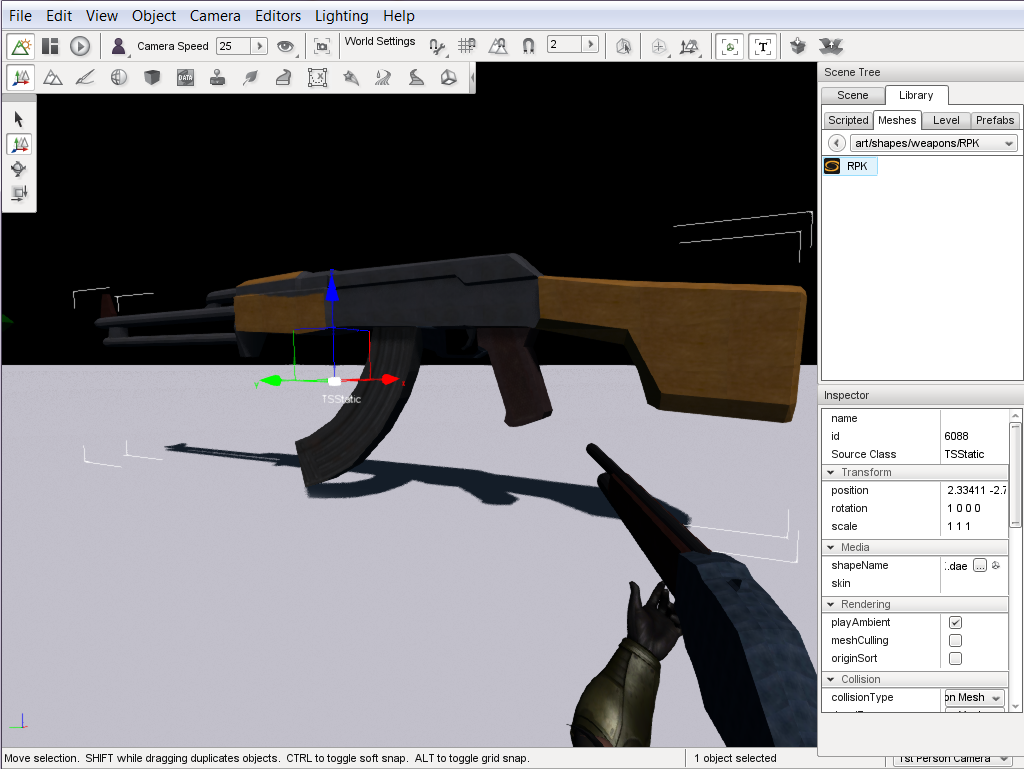 File Edit View Object Camera Editors Lighting Help
Camera Speed 25 World Settings 2
T
DATA
Scene Tree
Scene Library
Scripted Meshes Level Prefabs
art/shapes/weapons/RPK
RPK
TSStatic
Inspector
name
id 6088
Source Class TSStatic
Transform
position 2.33411 -2.7
rotation 1 0 0 0
scale 1 1 1
Media
shapeName .dae ...
skin
Rendering
playAmbient
meshCulling
originSort
Collision
collisionType on Mesh
Move selection. SHIFT while dragging duplicates objects. CTRL to toggle soft snap. ALT to toggle grid snap. 1 object selected 1st Person Camera